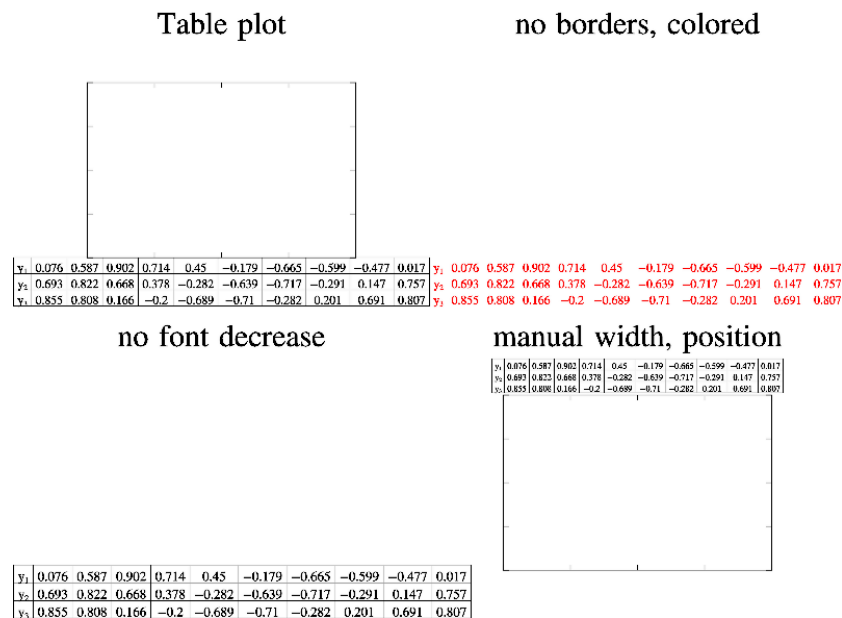 Table plot
no borders, colored
y₁ 0.076 0.587 0.902 0.714 0.45 −0.179 −0.665 −0.599 −0.477 0.017
y₂ 0.693 0.822 0.668 0.378 −0.282 −0.639 −0.717 −0.291 0.147 0.757
y₃ 0.855 0.808 0.166 −0.2 −0.689 −0.71 −0.282 0.201 0.691 0.807
y₁ 0.076 0.587 0.902 0.714 0.45 −0.179 −0.665 −0.599 −0.477 0.017
y₂ 0.693 0.822 0.668 0.378 −0.282 −0.639 −0.717 −0.291 0.147 0.757
y₃ 0.855 0.808 0.166 −0.2 −0.689 −0.71 −0.282 0.201 0.691 0.807
no font decrease
manual width, position
y₁ 0.076 0.587 0.902 0.714 0.45 −0.179 −0.665 −0.599 −0.477 0.017
y₂ 0.693 0.822 0.668 0.378 −0.282 −0.639 −0.717 −0.291 0.147 0.757
y₃ 0.855 0.808 0.166 −0.2 −0.689 −0.71 −0.282 0.201 0.691 0.807
y₁ 0.076 0.587 0.902 0.714 0.45 −0.179 −0.665 −0.599 −0.477 0.017
y₂ 0.693 0.822 0.668 0.378 −0.282 −0.639 −0.717 −0.291 0.147 0.757
y₃ 0.855 0.808 0.166 −0.2 −0.689 −0.71 −0.282 0.201 0.691 0.807